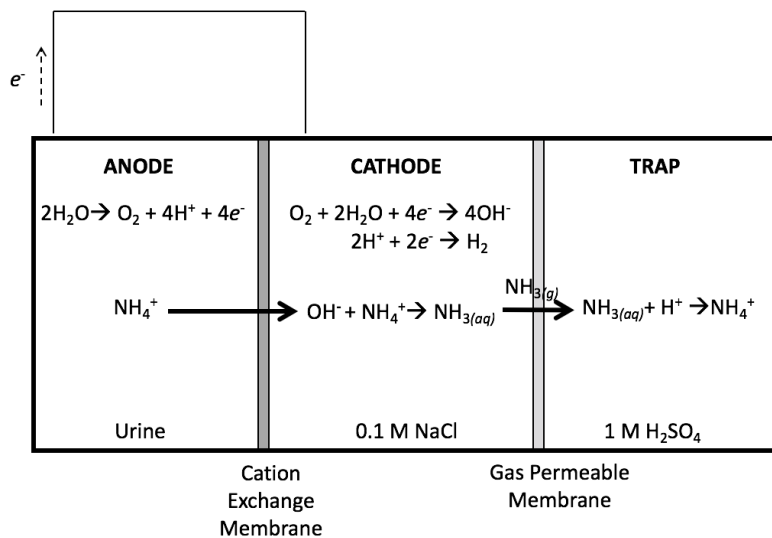 e⁻
ANODE
CATHODE
TRAP
2H₂O→ O₂ + 4H⁺ + 4e⁻
O₂ + 2H₂O + 4e⁻ → 4OH⁻
2H⁺ + 2e⁻ → H₂
NH₄⁺
OH⁻ + NH₄⁺→ NH₃(aq)
NH₃(g)
NH₃(aq) + H⁺ →NH₄⁺
Urine
0.1 M NaCl
1 M H₂SO₄
Cation
Exchange
Membrane
Gas Permeable
Membrane